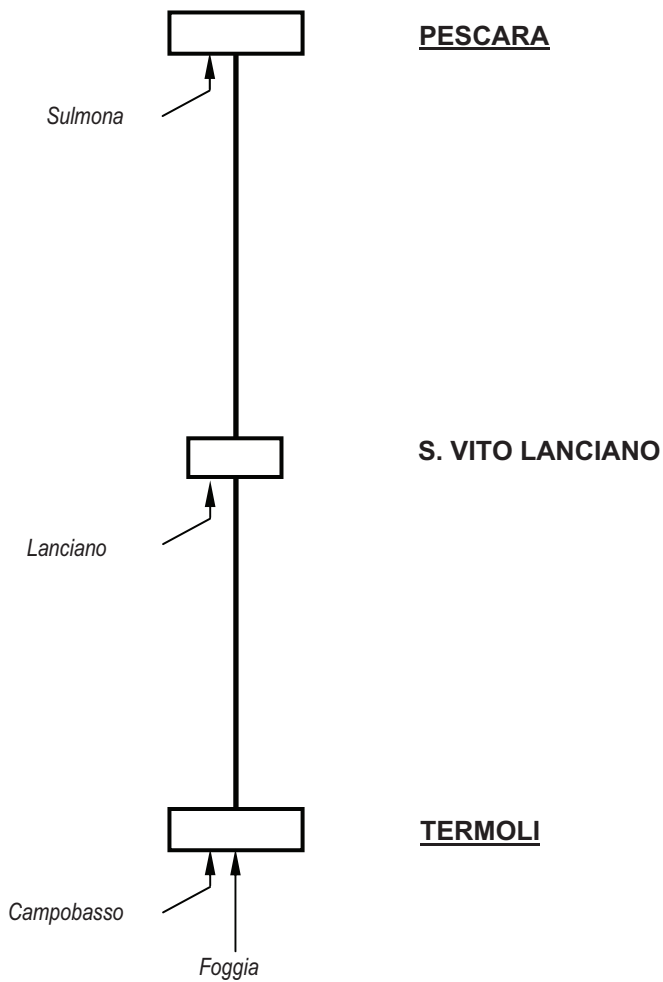 PESCARA
Sulmona
S. VITO LANCIANO
Lanciano
TERMOLI
Campobasso
Foggia